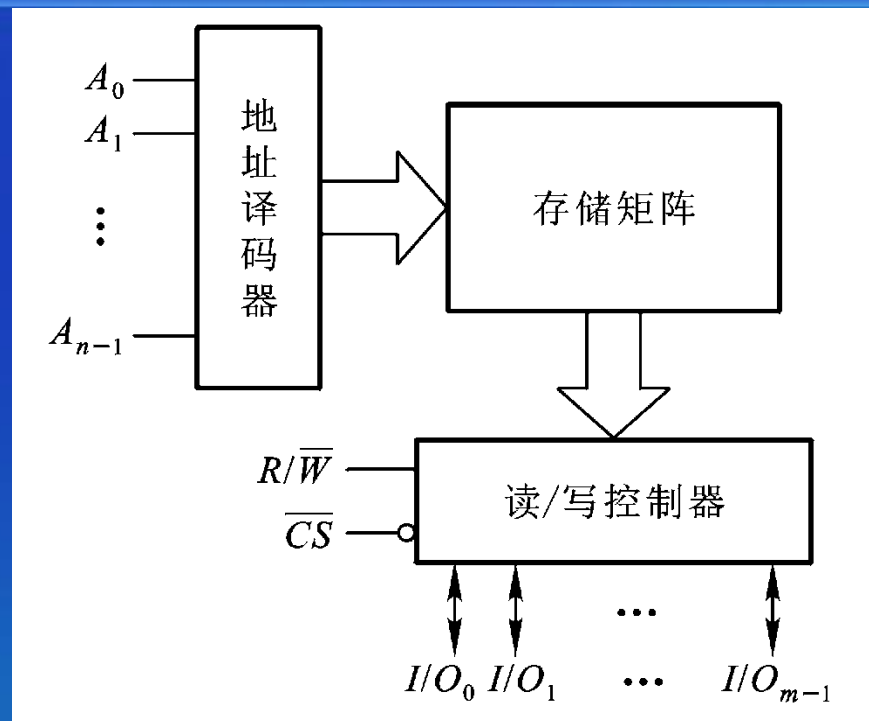 A₀
A₁
⋮
Aₙ₋₁
地址译码器
存储矩阵
R/W̅
C̅S̅
读/写控制器
I/O₀ I/O₁ … I/Oₘ₋₁